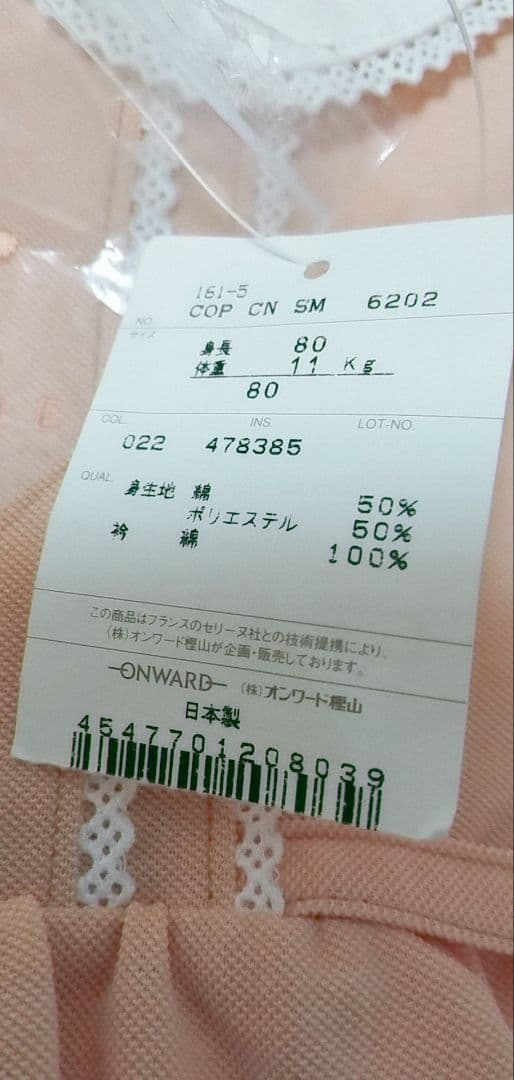 161-5
NO. COP CN SM 6202
サイズ 身長 80
体重 11 Kg
80
COL. INS. LOT-NO.
022 478385
QUAL. 身生地 綿 50%
ポリエステル 50%
衿 綿 100%
この商品はフランスのセリーヌ社との技術提携により、
(株)オンワード樫山が企画・販売しております。
ONWARD (株)オンワード樫山
日本製
4547701208039